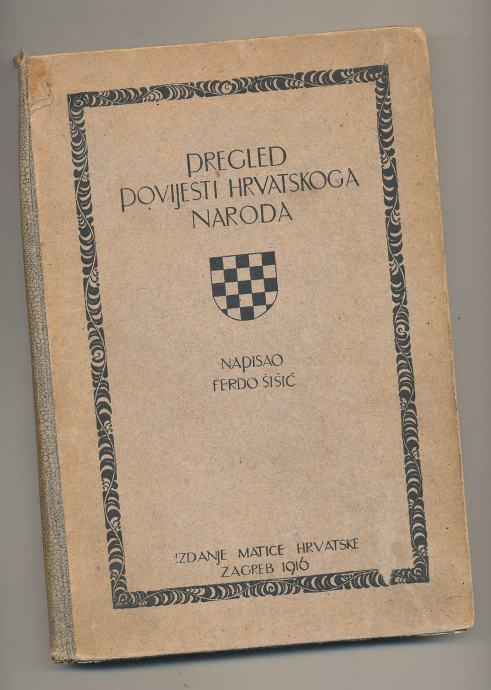 PREGLED
POVIJESTI HRVATSKOGA
NARODA
NAPISAO
FERDO ŠIŠIĆ
IZDANJE MATICE HRVATSKE
ZAGREB 1916